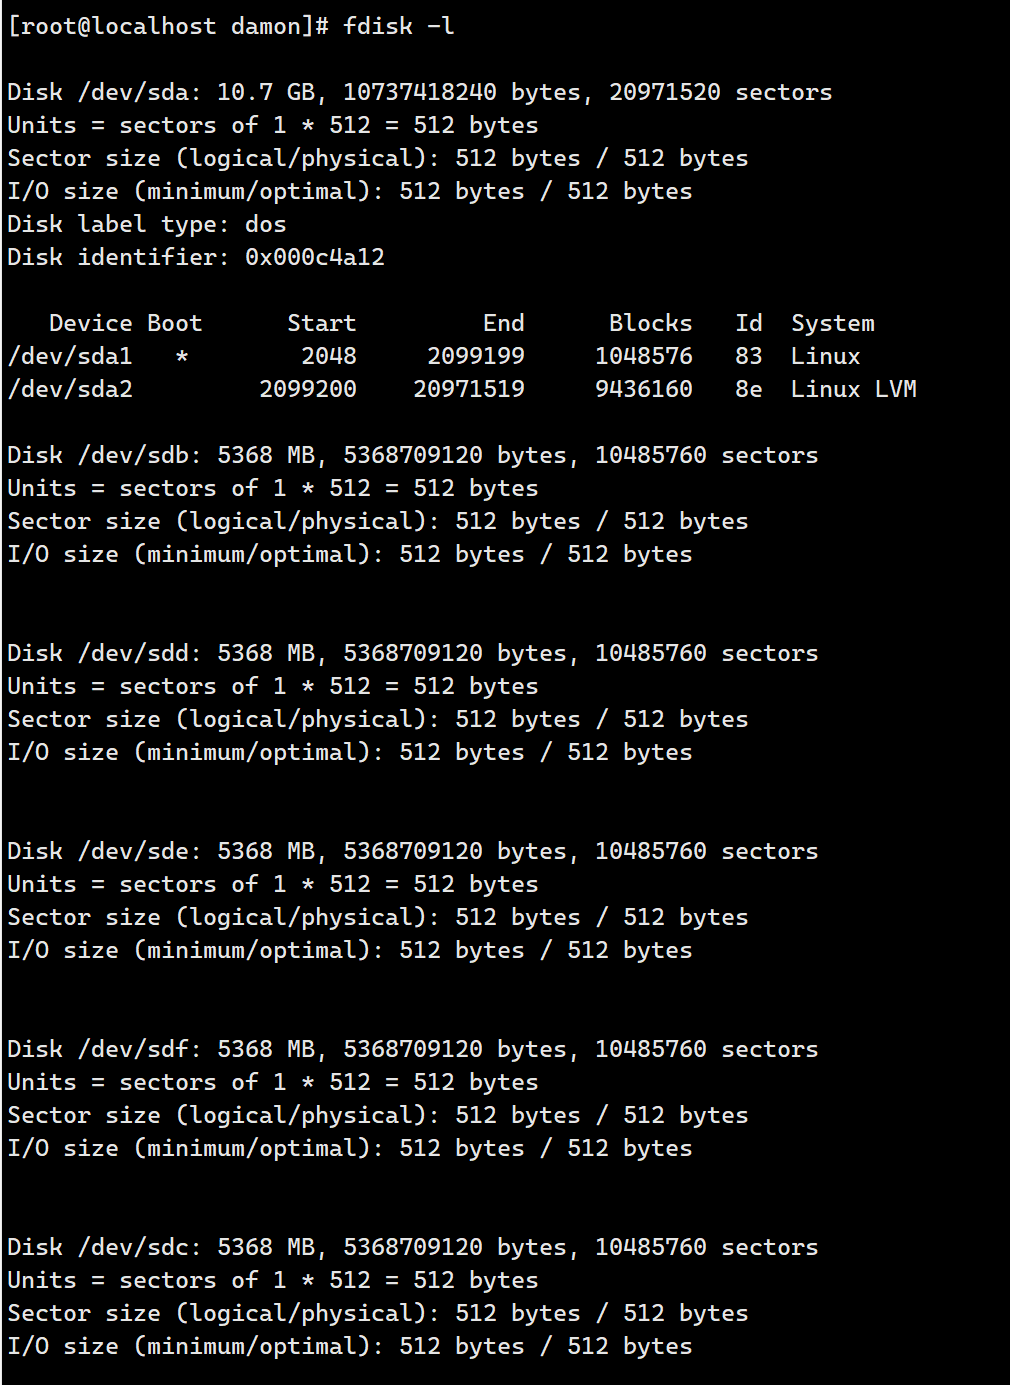 [root@localhost damon]# fdisk -l
Disk /dev/sda: 10.7 GB, 10737418240 bytes, 20971520 sectors
Units = sectors of 1 * 512 = 512 bytes
Sector size (logical/physical): 512 bytes / 512 bytes
I/O size (minimum/optimal): 512 bytes / 512 bytes
Disk label type: dos
Disk identifier: 0x000c4a12
   Device Boot      Start         End      Blocks   Id  System
/dev/sda1   *        2048     2099199     1048576   83  Linux
/dev/sda2         2099200    20971519     9436160   8e  Linux LVM
Disk /dev/sdb: 5368 MB, 5368709120 bytes, 10485760 sectors
Units = sectors of 1 * 512 = 512 bytes
Sector size (logical/physical): 512 bytes / 512 bytes
I/O size (minimum/optimal): 512 bytes / 512 bytes
Disk /dev/sdd: 5368 MB, 5368709120 bytes, 10485760 sectors
Units = sectors of 1 * 512 = 512 bytes
Sector size (logical/physical): 512 bytes / 512 bytes
I/O size (minimum/optimal): 512 bytes / 512 bytes
Disk /dev/sde: 5368 MB, 5368709120 bytes, 10485760 sectors
Units = sectors of 1 * 512 = 512 bytes
Sector size (logical/physical): 512 bytes / 512 bytes
I/O size (minimum/optimal): 512 bytes / 512 bytes
Disk /dev/sdf: 5368 MB, 5368709120 bytes, 10485760 sectors
Units = sectors of 1 * 512 = 512 bytes
Sector size (logical/physical): 512 bytes / 512 bytes
I/O size (minimum/optimal): 512 bytes / 512 bytes
Disk /dev/sdc: 5368 MB, 5368709120 bytes, 10485760 sectors
Units = sectors of 1 * 512 = 512 bytes
Sector size (logical/physical): 512 bytes / 512 bytes
I/O size (minimum/optimal): 512 bytes / 512 bytes